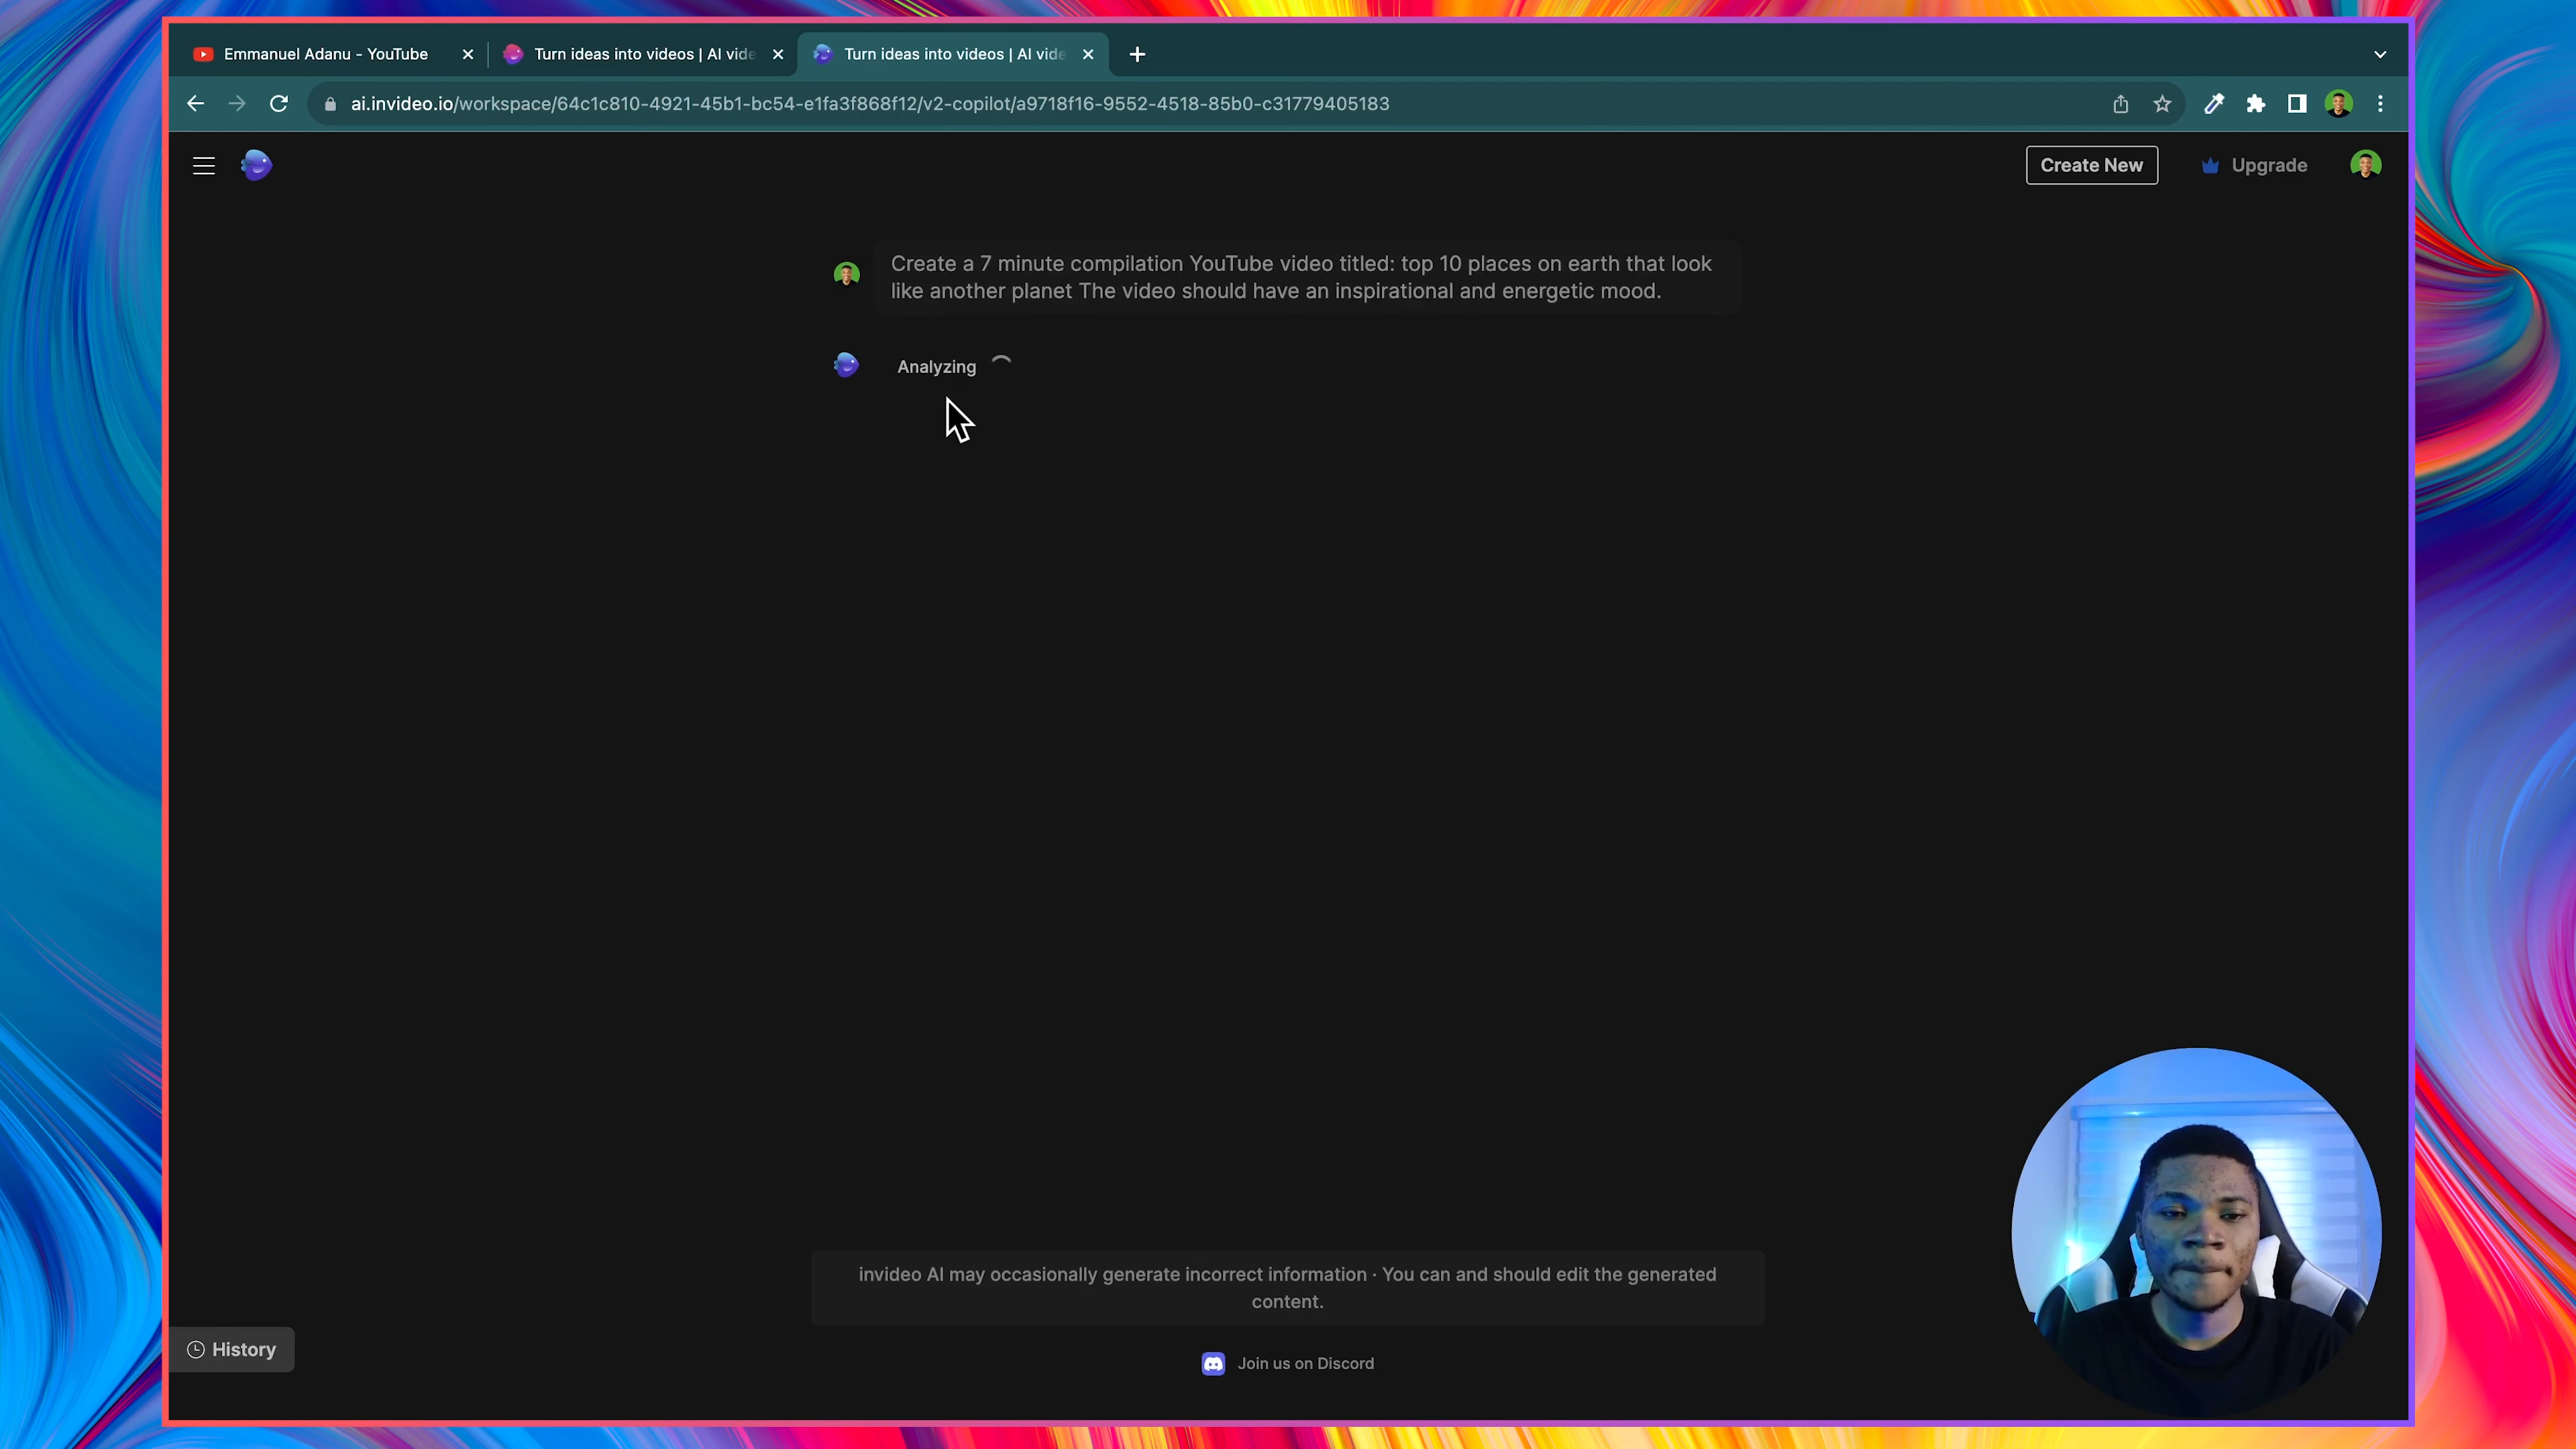 Emmanuel Adanu - YouTube
Turn ideas into videos | AI vide
Turn ideas into videos | AI vide
ai.invideo.io/workspace/64c1c810-4921-45b1-bc54-e1fa3f868f12/v2-copilot/a9718f16-9552-4518-85b0-c31779405183
Create New
Upgrade
Create a 7 minute compilation YouTube video titled: top 10 places on earth that look
like another planet The video should have an inspirational and energetic mood.
Analyzing
invideo AI may occasionally generate incorrect information · You can and should edit the generated
content.
History
Join us on Discord